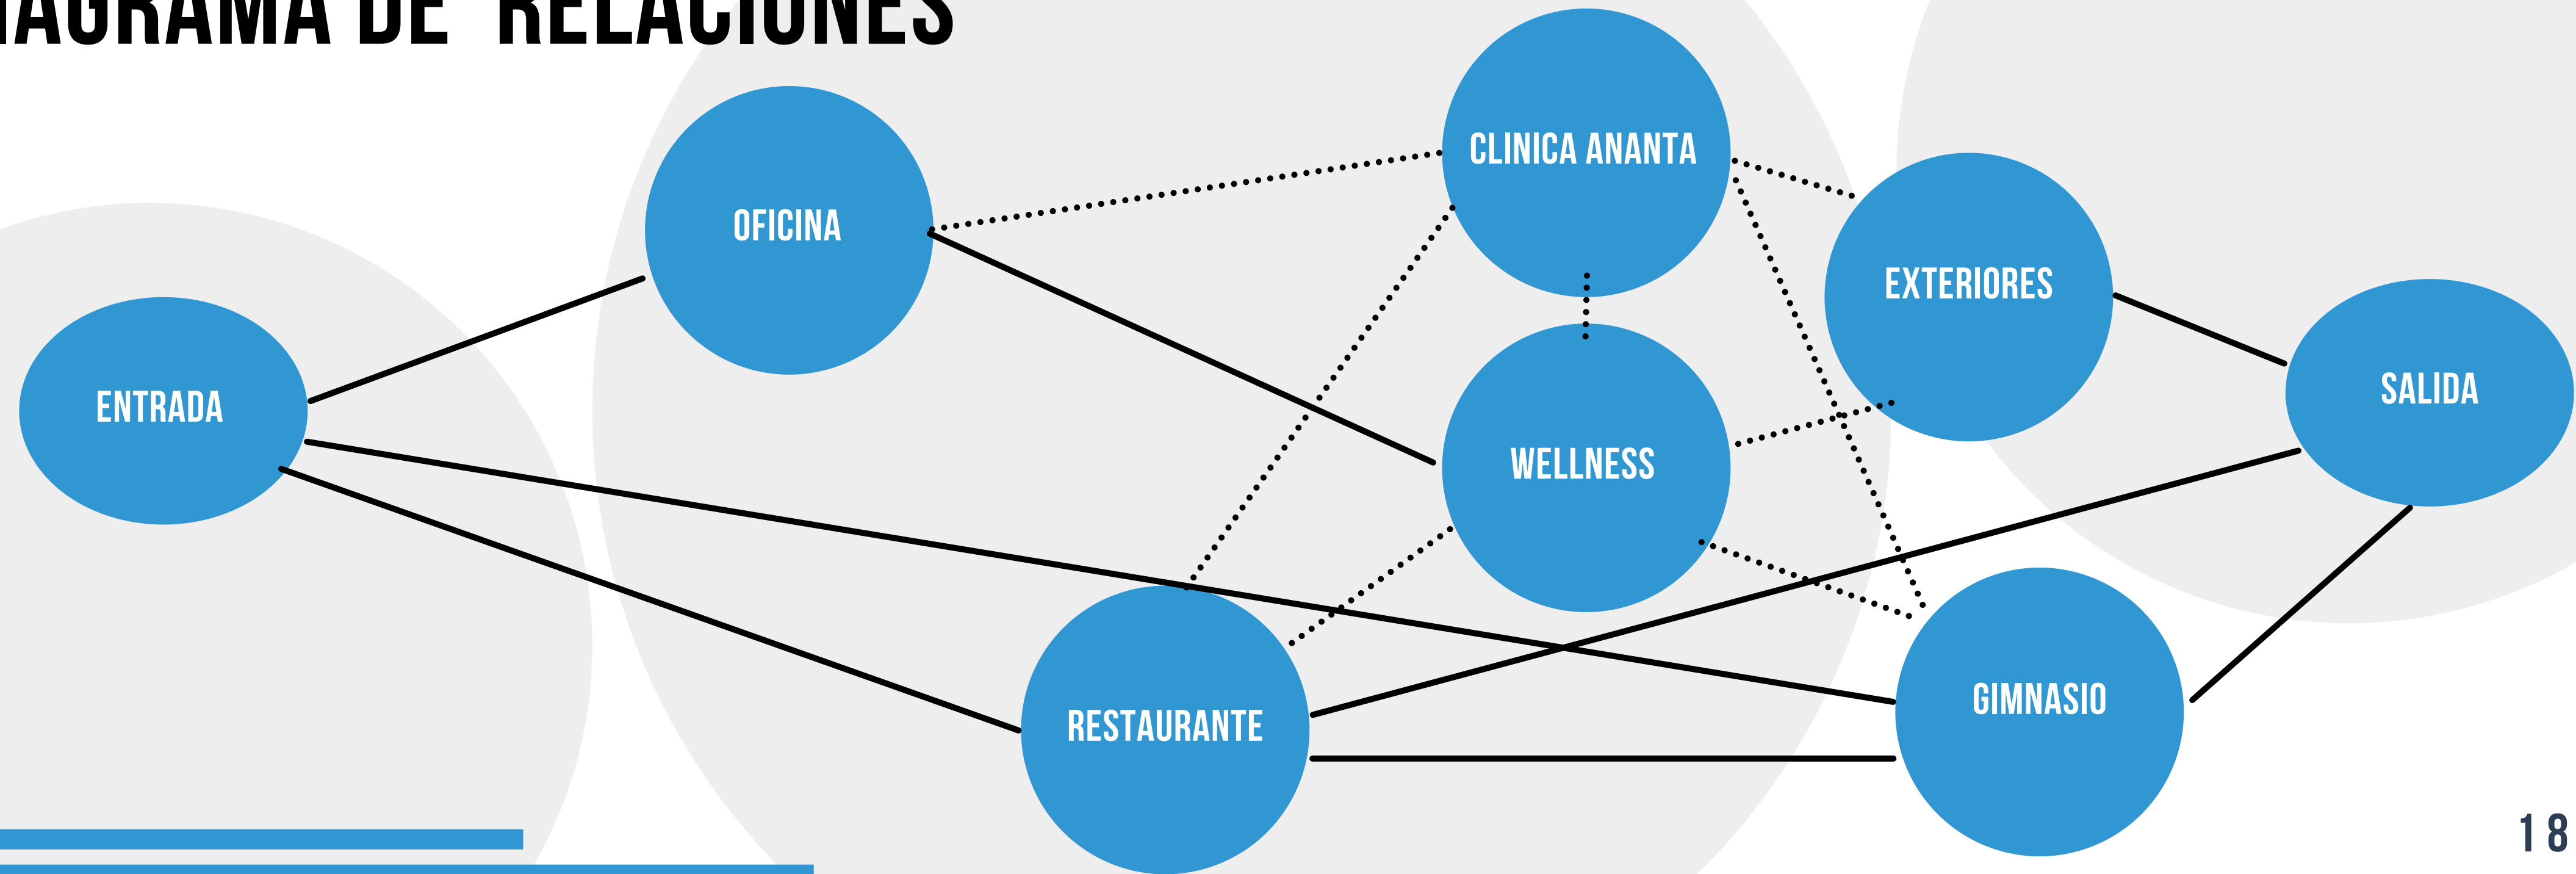 IAGRAMA DE RELACIONES
CLINICA ANANTA
OFICINA
EXTERIORES
ENTRADA
SALIDA
WELLNESS
RESTAURANTE
GIMNASIO
18